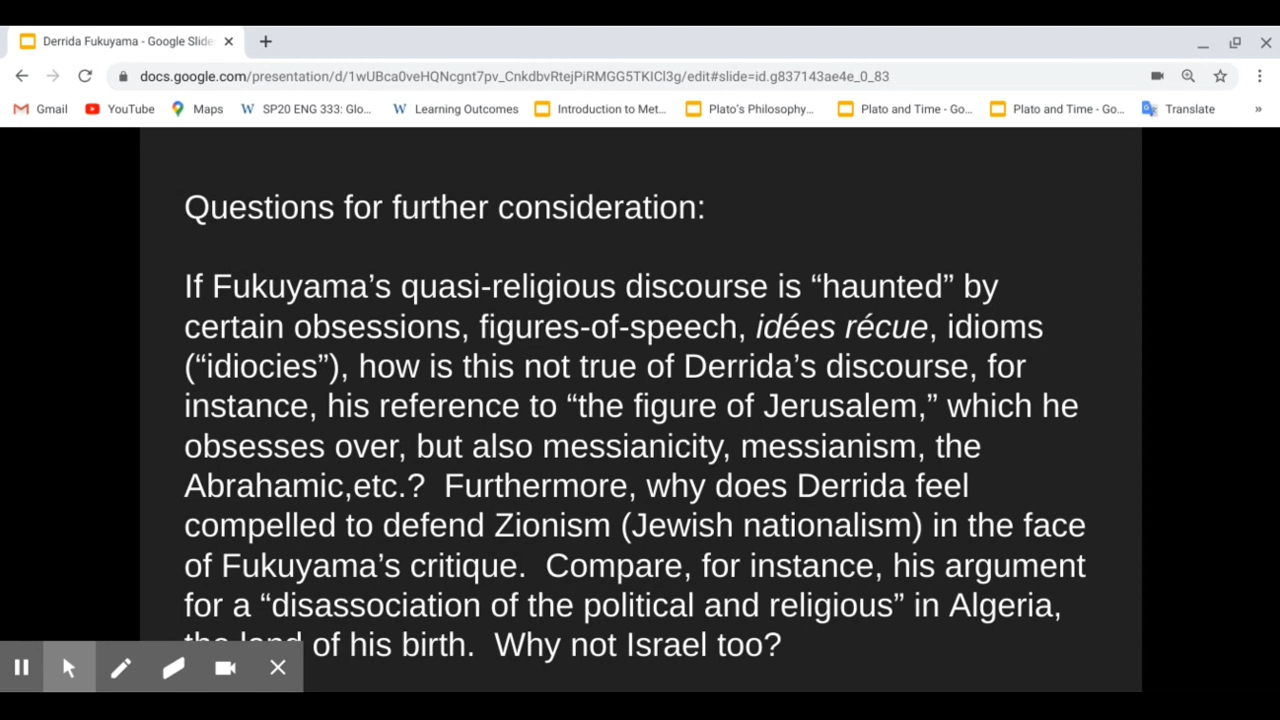 Derrida Fukuyama - Google Slide
docs.google.com/presentation/d/1wUBca0veHQNcgnt7pv_CnkdbvRtejPiRMGG5TKICl3g/edit#slide=id.g837143ae4e_0_83
Gmail YouTube Maps W SP20 ENG 333: Glo... W Learning Outcomes Introduction to Met... Plato's Philosophy... Plato and Time - Go... Plato and Time - Go... Translate »
Questions for further consideration:
If Fukuyama's quasi-religious discourse is “haunted” by
certain obsessions, figures-of-speech, idées récue, idioms
(“idiocies”), how is this not true of Derrida's discourse, for
instance, his reference to “the figure of Jerusalem,” which he
obsesses over, but also messianicity, messianism, the
Abrahamic,etc.?  Furthermore, why does Derrida feel
compelled to defend Zionism (Jewish nationalism) in the face
of Fukuyama's critique.  Compare, for instance, his argument
for a “disassociation of the political and religious” in Algeria,
the land of his birth.  Why not Israel too?